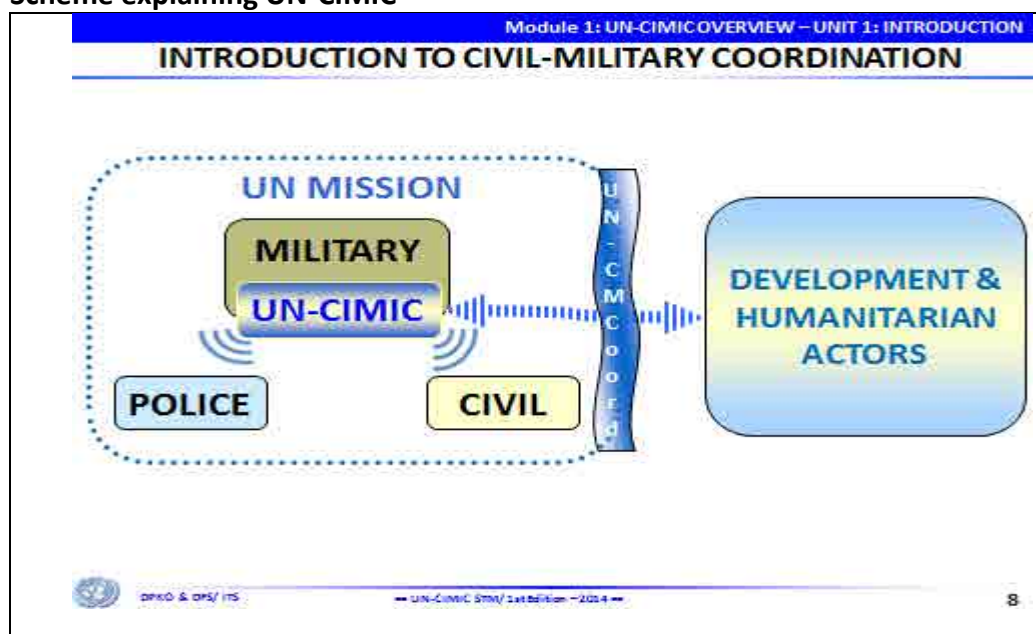 Scheme explaining UN-CIMIC
Module 1: UN-CIMIC OVERVIEW – UNIT 1: INTRODUCTION
INTRODUCTION TO CIVIL-MILITARY COORDINATION
UN MISSION
MILITARY
UN-CIMIC
POLICE
CIVIL
UN-CMCoord
DEVELOPMENT &
HUMANITARIAN
ACTORS
DPKO & DFS/ ITS
== UN-CIMIC STM/ 1st Edition –2014 ==
8